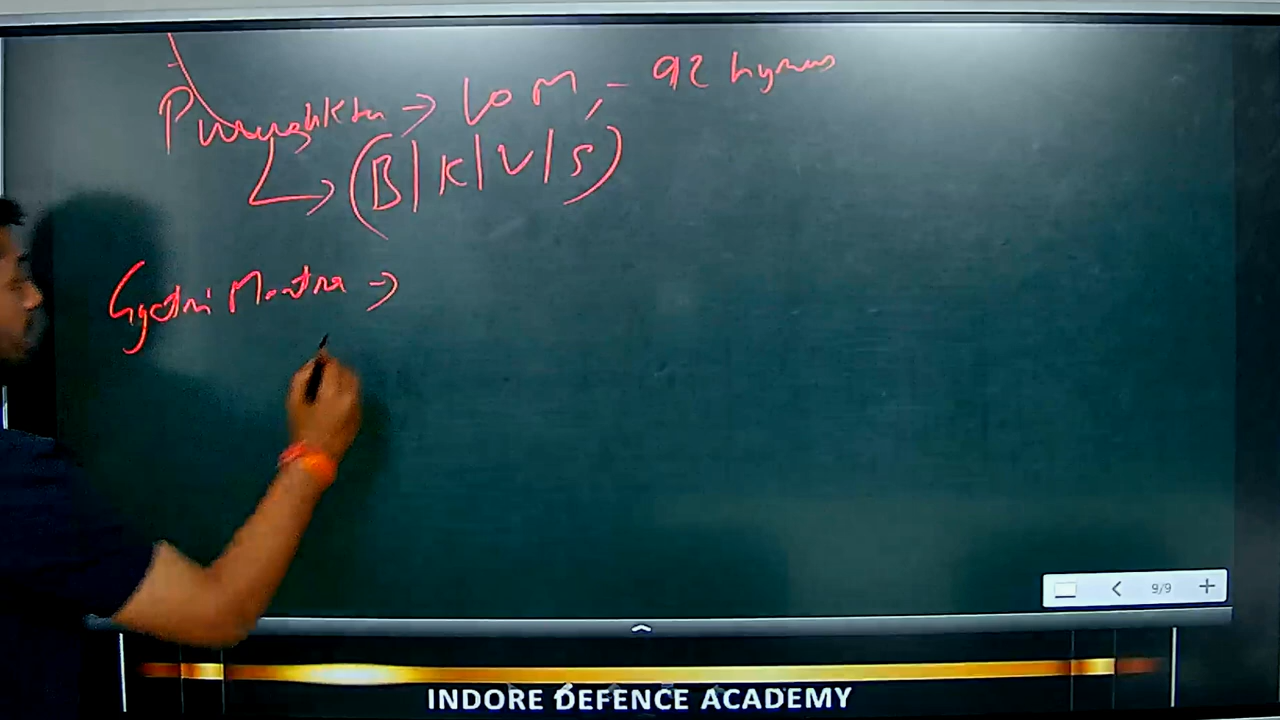 Purushkta → 10 M, - 92 hymns
(B|K|V|S)
Gyatri Mantra →
9/9
INDORE DEFENCE ACADEMY